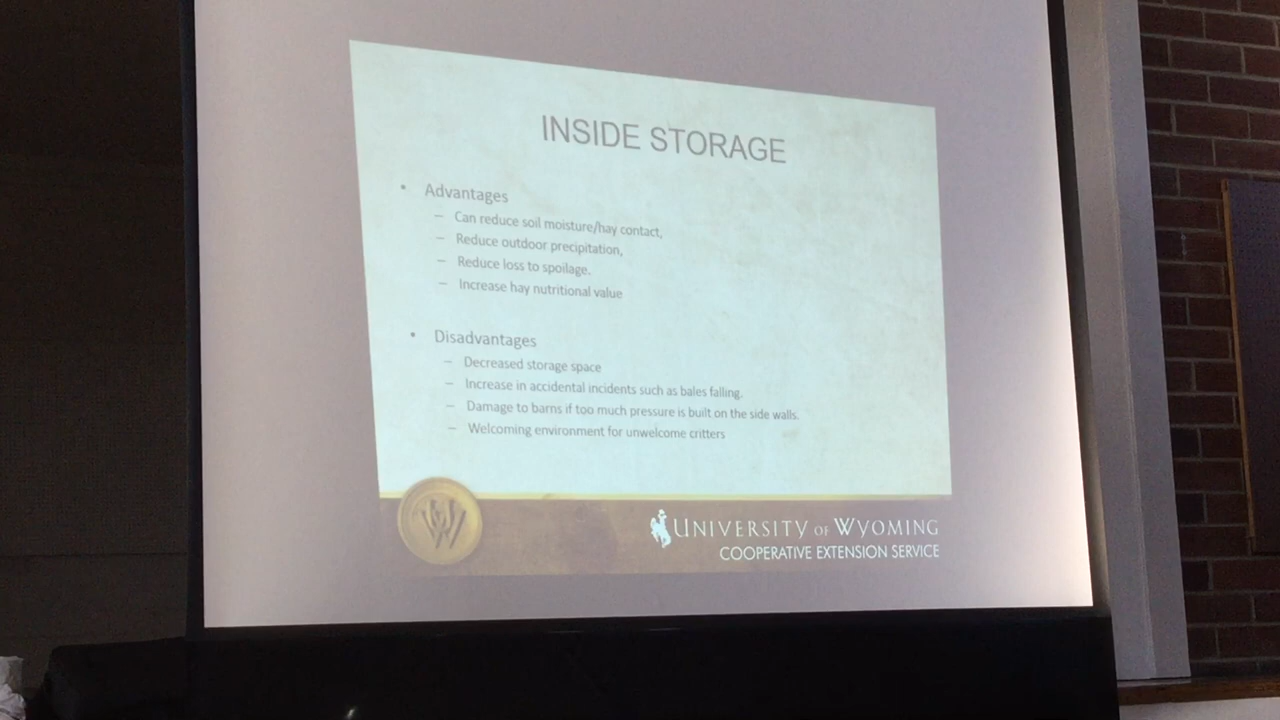 INSIDE STORAGE
• Advantages
– Can reduce soil moisture/hay contact,
– Reduce outdoor precipitation,
– Reduce loss to spoilage.
– Increase hay nutritional value
• Disadvantages
– Decreased storage space
– Increase in accidental incidents such as bales falling.
– Damage to barns if too much pressure is built on the side walls.
– Welcoming environment for unwelcome critters
UNIVERSITY OF WYOMING
COOPERATIVE EXTENSION SERVICE